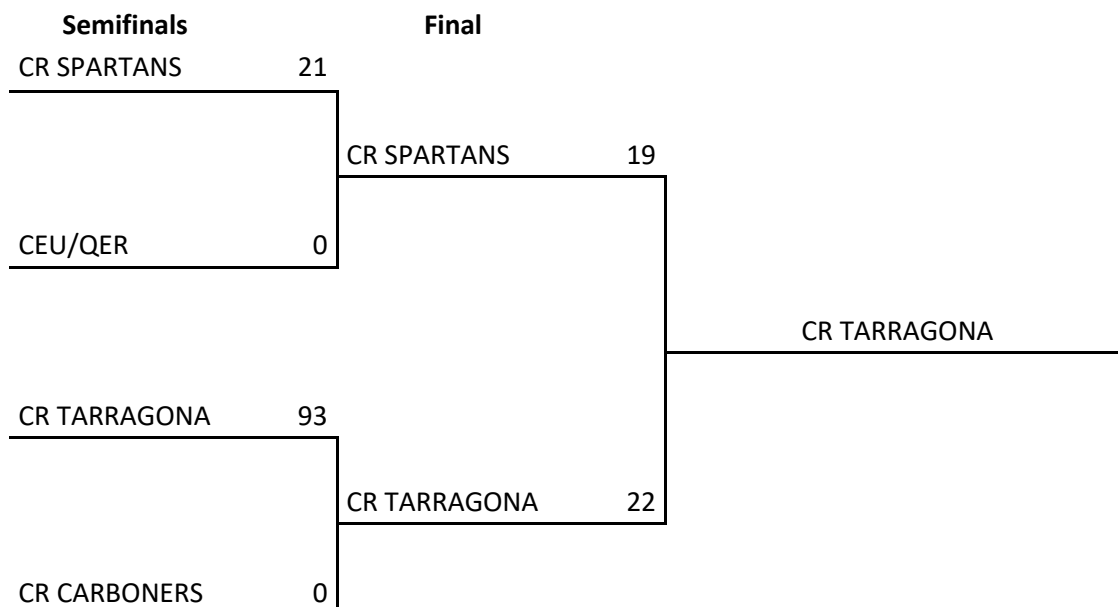 Semifinals Final
CR SPARTANS 21
CR SPARTANS 19
CEU/QER 0
CR TARRAGONA
CR TARRAGONA 93
CR TARRAGONA 22
CR CARBONERS 0